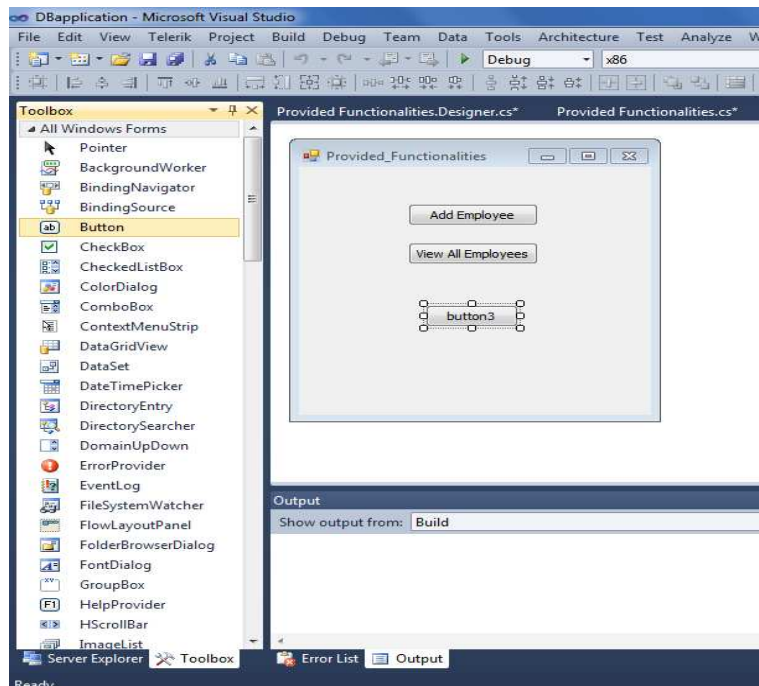 DBapplication - Microsoft Visual Studio
File Edit View Telerik Project Build Debug Team Data Tools Architecture Test Analyze W
Debug x86
Toolbox
Provided Functionalities.Designer.cs* Provided Functionalities.cs*
All Windows Forms
Pointer
BackgroundWorker
BindingNavigator
BindingSource
ab Button
CheckBox
CheckedListBox
ColorDialog
ComboBox
ContextMenuStrip
DataGridView
DataSet
DateTimePicker
DirectoryEntry
DirectorySearcher
DomainUpDown
ErrorProvider
EventLog
FileSystemWatcher
FlowLayoutPanel
FolderBrowserDialog
FontDialog
GroupBox
F1 HelpProvider
HScrollBar
ImageList
Provided_Functionalities
Add Employee
View All Employees
button3
Output
Show output from: Build
Server Explorer Toolbox
Error List Output
Ready